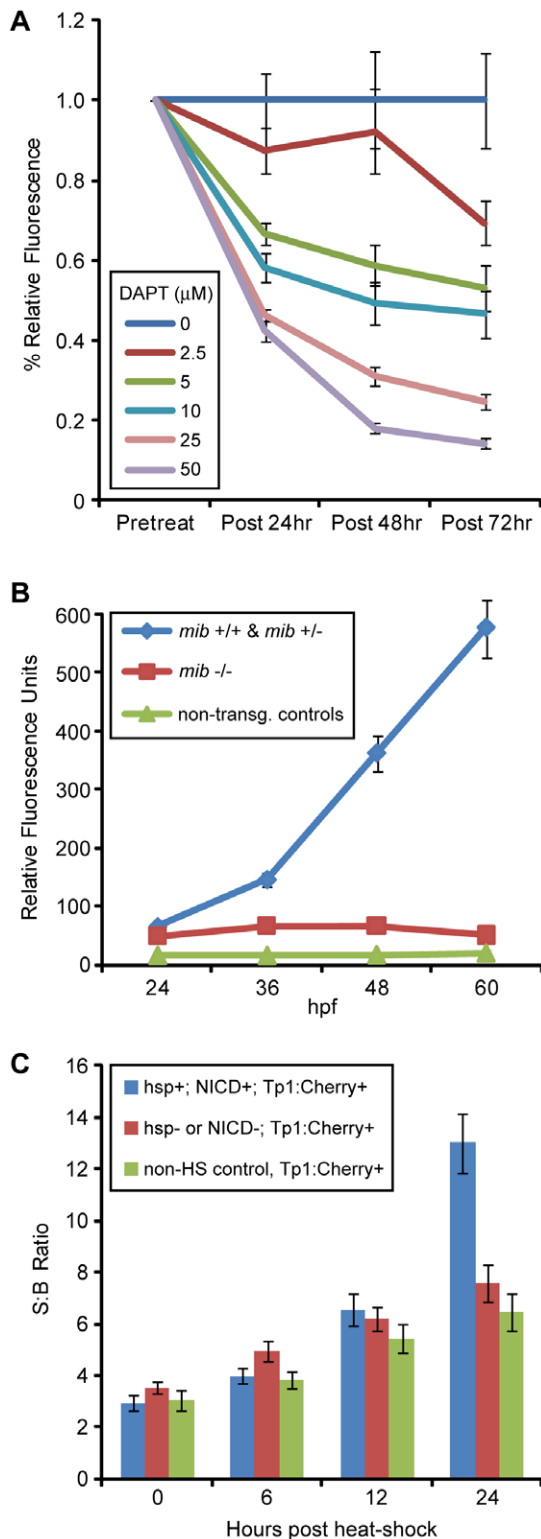 A
1.2
1.0
0.8
0.6
0.4
0.2
0
% Relative Fluorescence
DAPT (μM)
0
2.5
5
10
25
50
Pretreat Post 24hr Post 48hr Post 72hr
B
600
500
400
300
200
100
0
Relative Fluorescence Units
mib +/+ & mib +/-
mib -/-
non-transg. controls
24 36 48 60
hpf
C
16
14
12
10
8
6
4
2
0
S:B Ratio
hsp+; NICD+; Tp1:Cherry+
hsp- or NICD-; Tp1:Cherry+
non-HS control, Tp1:Cherry+
0 6 12 24
Hours post heat-shock